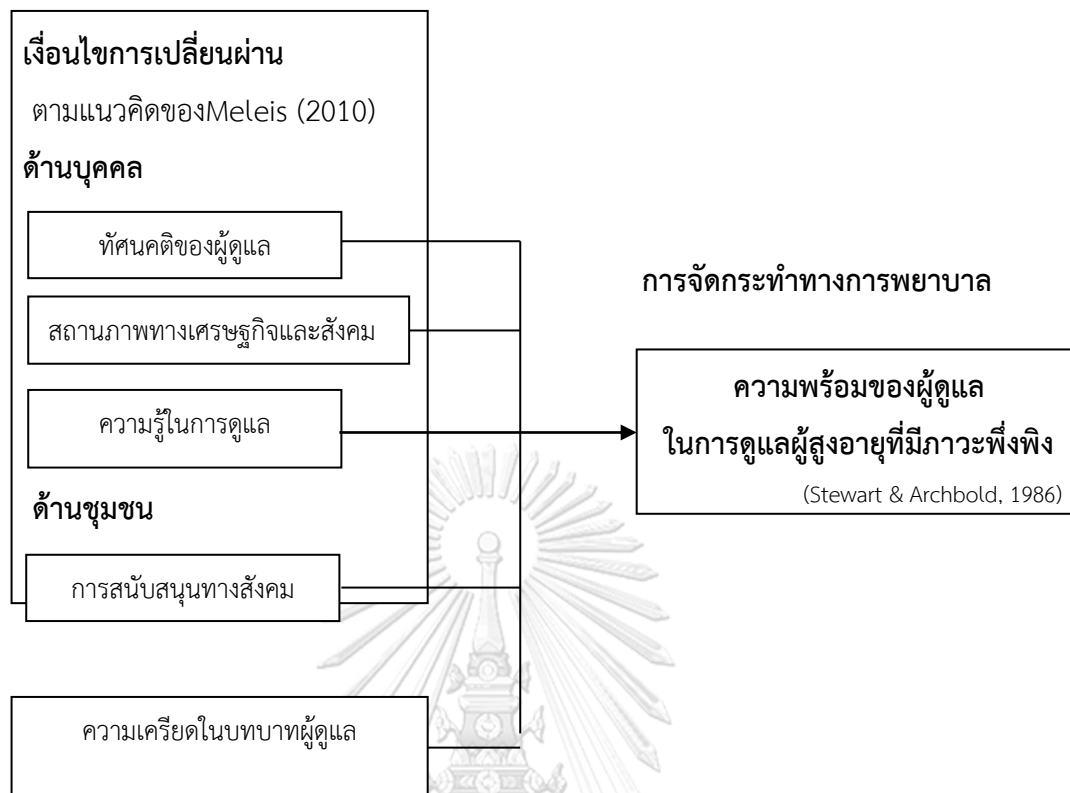 เงื่อนไขการเปลี่ยนผ่าน
ตามแนวคิดของMeleis (2010)
ด้านบุคคล
ทัศนคติของผู้ดูแล
สถานภาพทางเศรษฐกิจและสังคม
ความรู้ในการดูแล
ด้านชุมชน
การสนับสนุนทางสังคม
ความเครียดในบทบาทผู้ดูแล
การจัดกระทำทางการพยาบาล
ความพร้อมของผู้ดูแล
ในการดูแลผู้สูงอายุที่มีภาวะพึ่งพิง
(Stewart & Archbold, 1986)